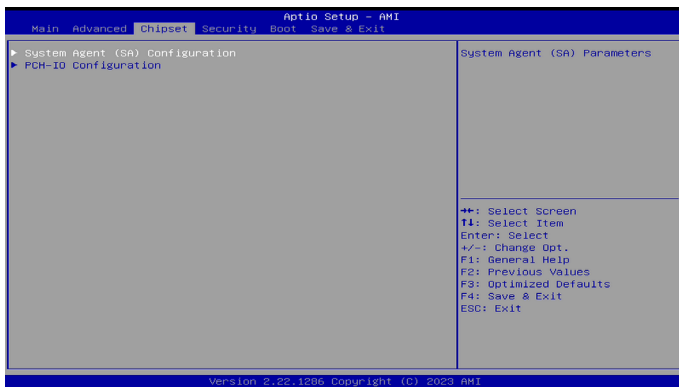 Aptio Setup – AMI
Main Advanced Chipset Security Boot Save & Exit
▶ System Agent (SA) Configuration
▶ PCH-IO Configuration
System Agent (SA) Parameters
→←: Select Screen
↑↓: Select Item
Enter: Select
+/-: Change Opt.
F1: General Help
F2: Previous Values
F3: Optimized Defaults
F4: Save & Exit
ESC: Exit
Version 2.22.1286 Copyright (C) 2023 AMI